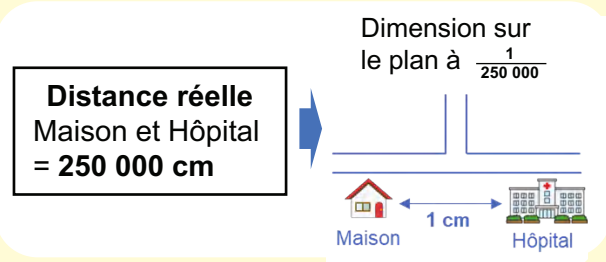 Distance réelle
Maison et Hôpital
= 250 000 cm
Dimension sur
le plan à 1/250 000
1 cm
Maison
Hôpital